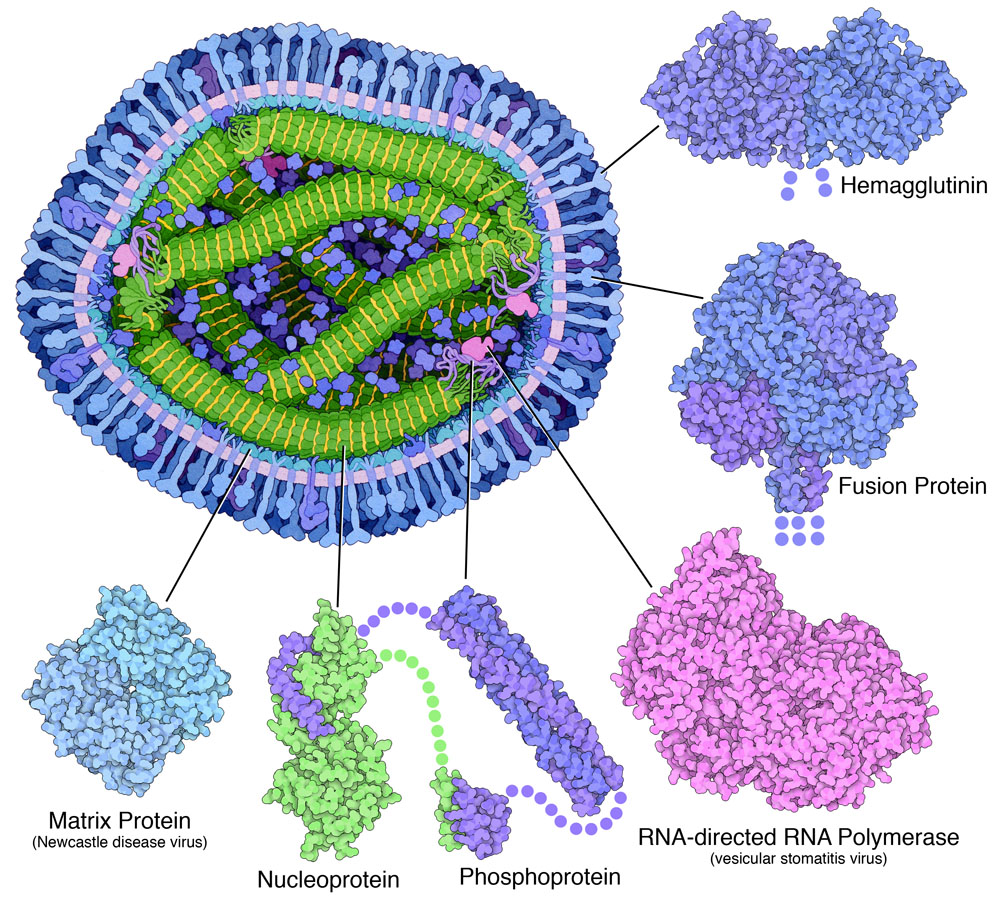 Hemagglutinin
Fusion Protein
Matrix Protein
(Newcastle disease virus)
Nucleoprotein
Phosphoprotein
RNA-directed RNA Polymerase
(vesicular stomatitis virus)